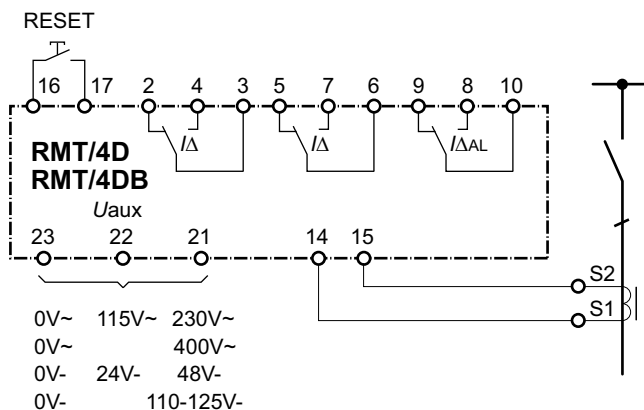 RESET
16 17 2 4 3 5 7 6 9 8 10
IΔ IΔ IΔAL
RMT/4D
RMT/4DB
Uaux
23 22 21 14 15
S2
S1
0V~ 115V~ 230V~
0V~ 400V~
0V- 24V- 48V-
0V- 110-125V-